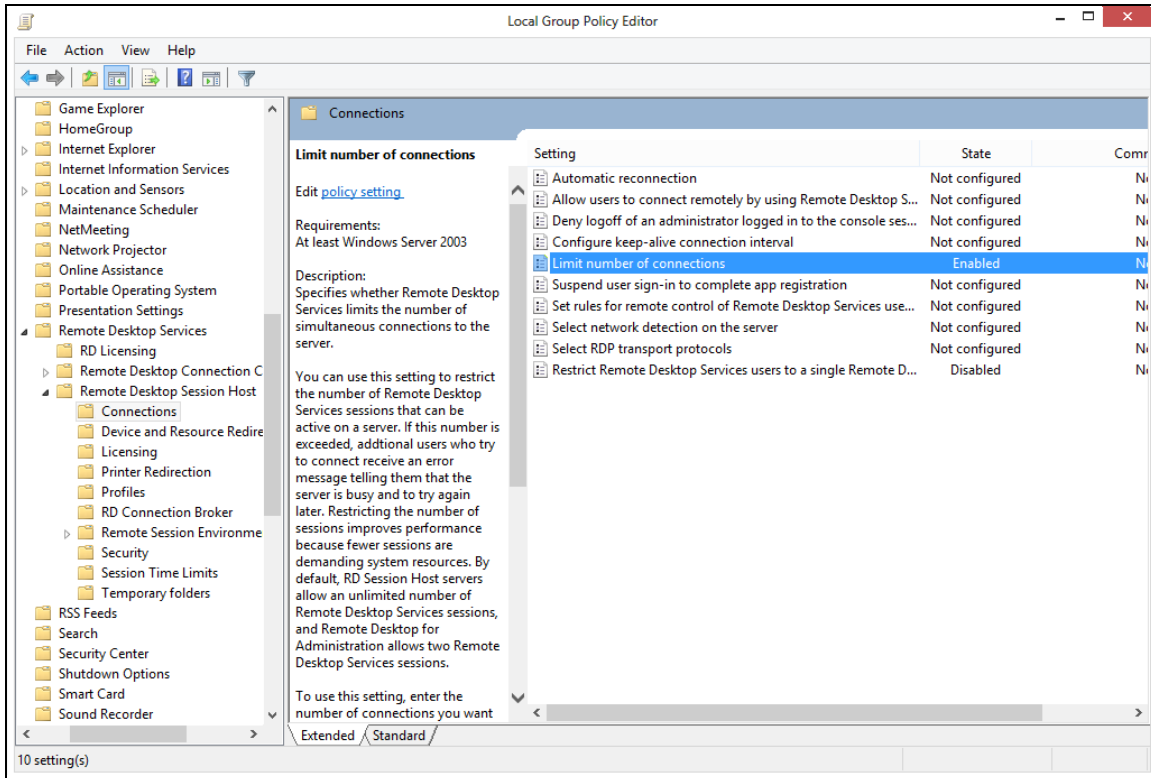 Local Group Policy Editor
File Action View Help
Game Explorer
HomeGroup
Internet Explorer
Internet Information Services
Location and Sensors
Maintenance Scheduler
NetMeeting
Network Projector
Online Assistance
Portable Operating System
Presentation Settings
Remote Desktop Services
RD Licensing
Remote Desktop Connection C
Remote Desktop Session Host
Connections
Device and Resource Redire
Licensing
Printer Redirection
Profiles
RD Connection Broker
Remote Session Environme
Security
Session Time Limits
Temporary folders
RSS Feeds
Search
Security Center
Shutdown Options
Smart Card
Sound Recorder
Connections
Limit number of connections
Edit policy setting
Requirements:
At least Windows Server 2003
Description:
Specifies whether Remote Desktop
Services limits the number of
simultaneous connections to the
server.
You can use this setting to restrict
the number of Remote Desktop
Services sessions that can be
active on a server. If this number is
exceeded, addtional users who try
to connect receive an error
message telling them that the
server is busy and to try again
later. Restricting the number of
sessions improves performance
because fewer sessions are
demanding system resources. By
default, RD Session Host servers
allow an unlimited number of
Remote Desktop Services sessions,
and Remote Desktop for
Administration allows two Remote
Desktop Services sessions.
To use this setting, enter the
number of connections you want
Setting State Comr
Automatic reconnection Not configured N
Allow users to connect remotely by using Remote Desktop S... Not configured N
Deny logoff of an administrator logged in to the console ses... Not configured N
Configure keep-alive connection interval Not configured N
Limit number of connections Enabled N
Suspend user sign-in to complete app registration Not configured N
Set rules for remote control of Remote Desktop Services use... Not configured N
Select network detection on the server Not configured N
Select RDP transport protocols Not configured N
Restrict Remote Desktop Services users to a single Remote D... Disabled N
Extended Standard
10 setting(s)